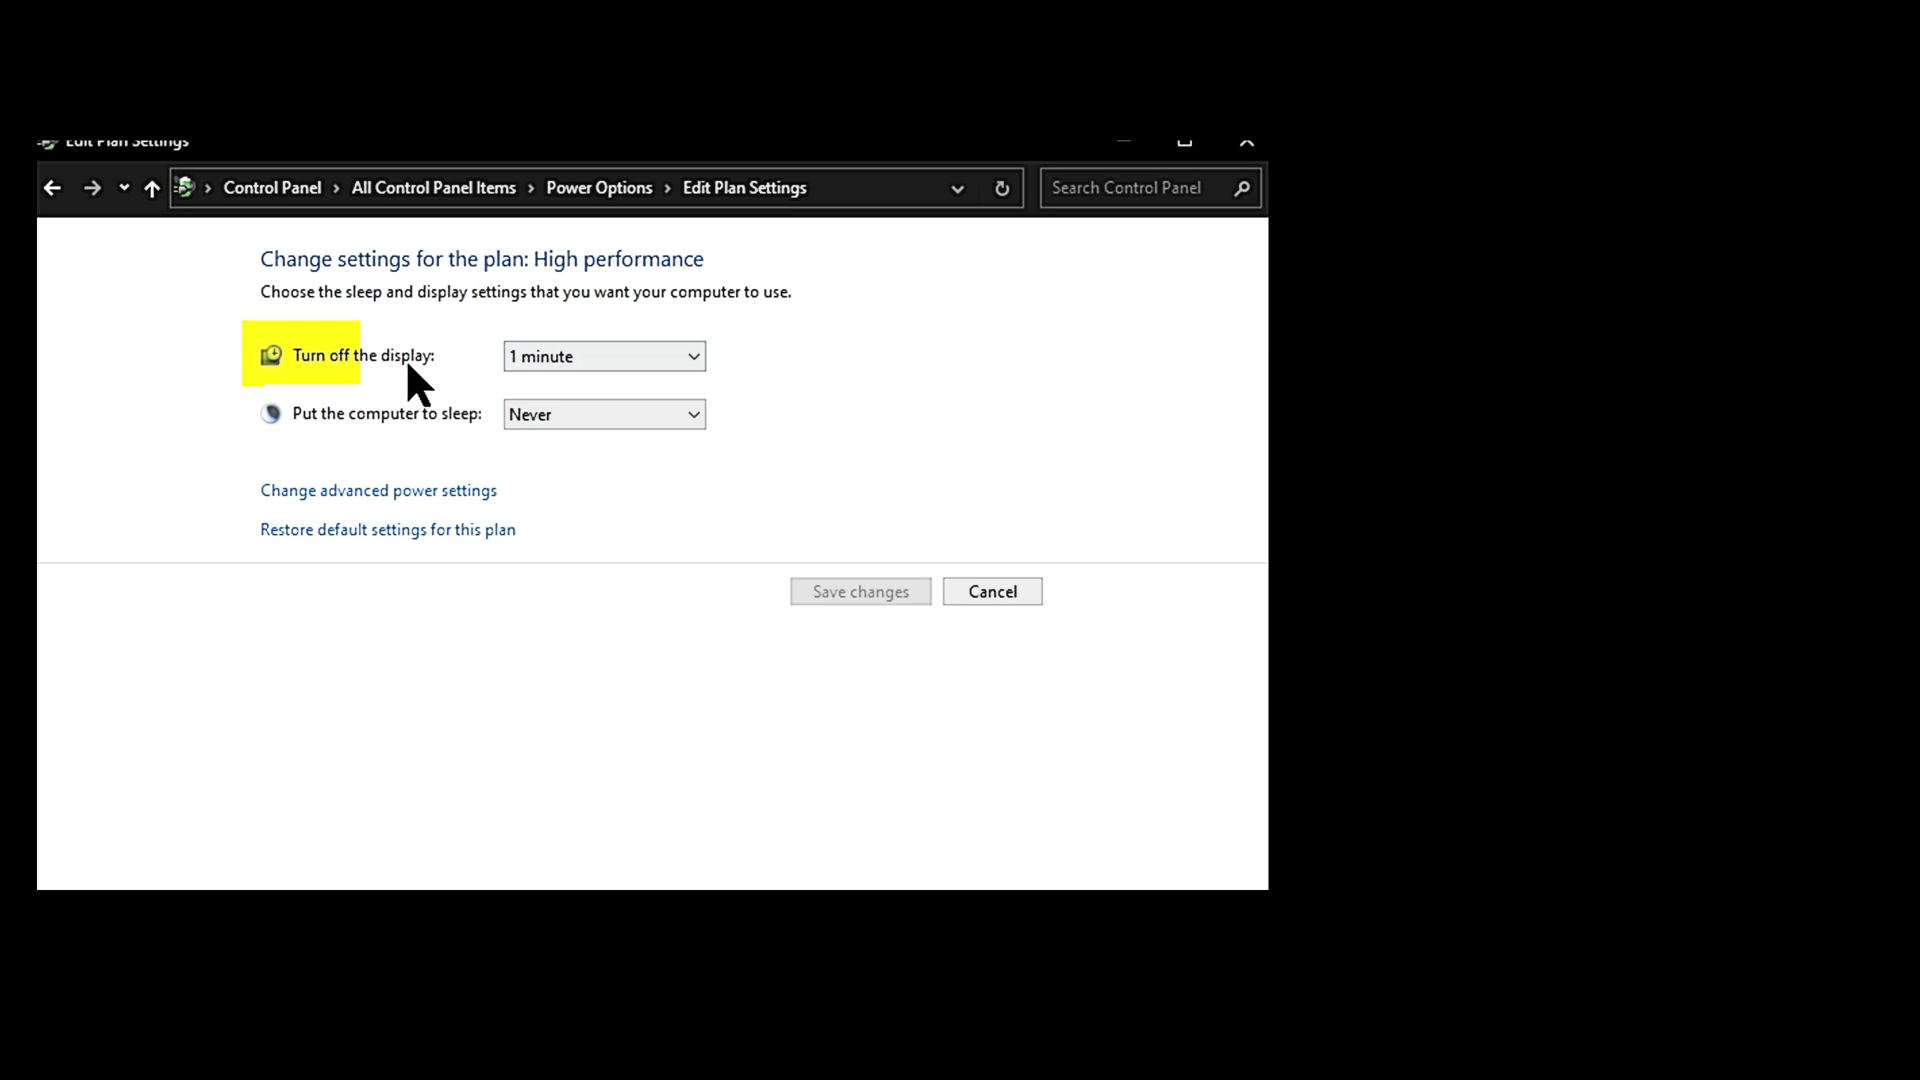 Edit Plan Settings
Control Panel > All Control Panel Items > Power Options > Edit Plan Settings
Search Control Panel
Change settings for the plan: High performance
Choose the sleep and display settings that you want your computer to use.
Turn off the display: 1 minute
Put the computer to sleep: Never
Change advanced power settings
Restore default settings for this plan
Save changes Cancel